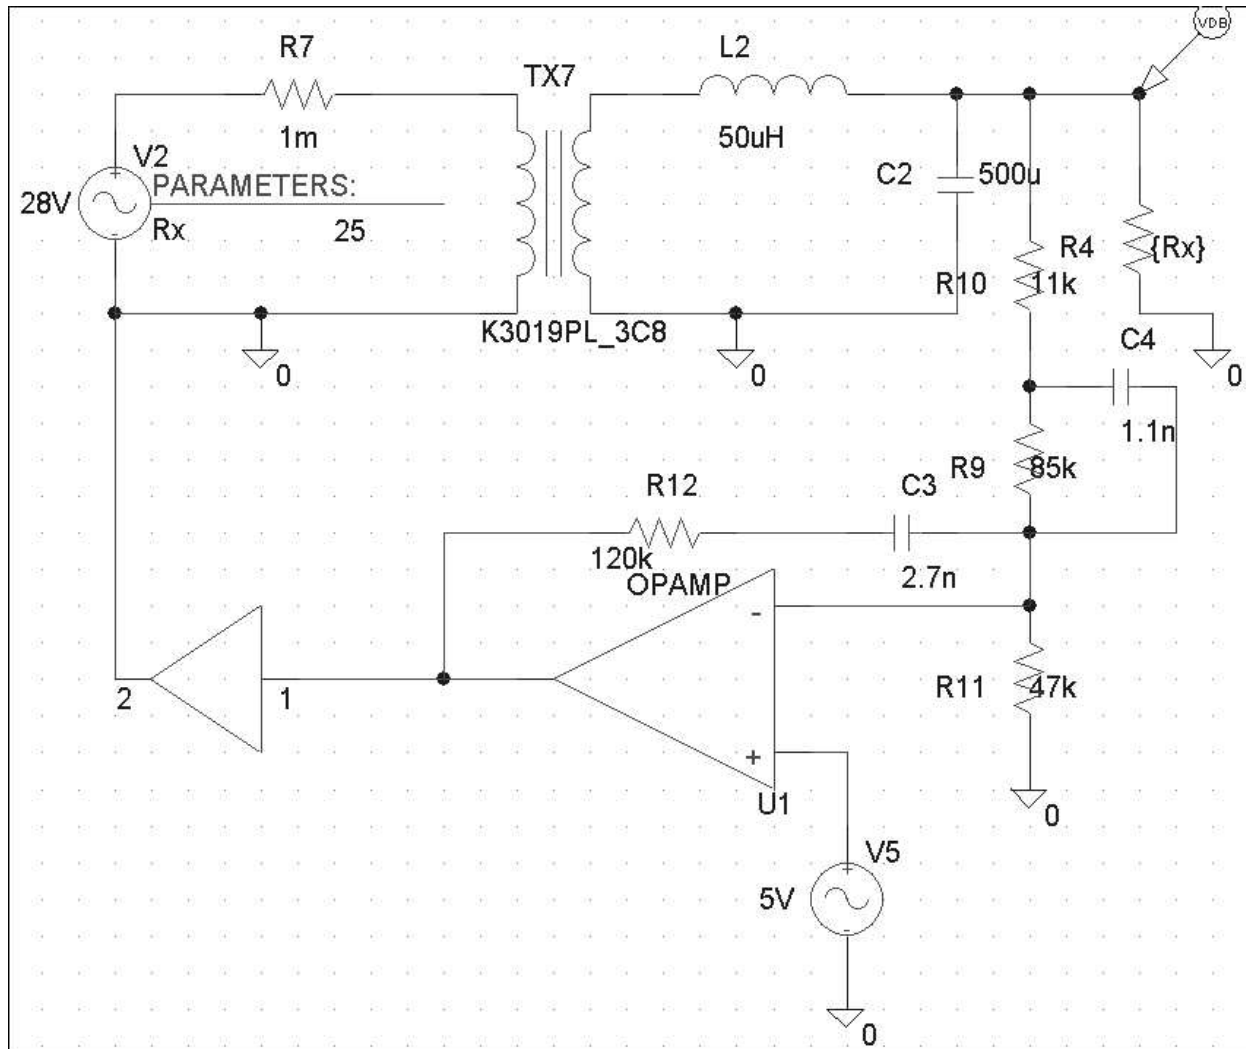 VDB
R7
L2
TX7
1m
50uH
V2
PARAMETERS:
28V
Rx
25
C2
500u
R4
{Rx}
R10
11k
K3019PL_3C8
0
0
0
C4
1.1n
R9
85k
R12
C3
120k
2.7n
OPAMP
-
2
1
R11
47k
+
U1
0
V5
5V
0